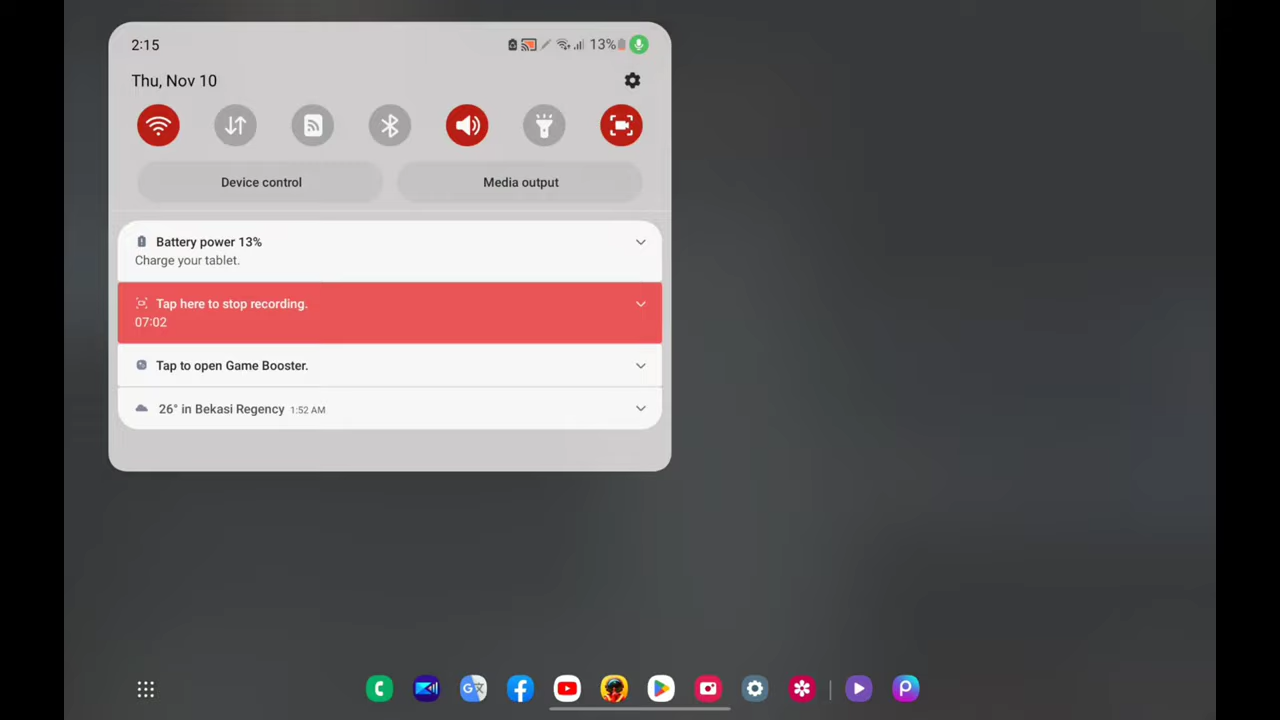 2:15
13%
Thu, Nov 10
Device control
Media output
Battery power 13%
Charge your tablet.
Tap here to stop recording.
07:02
Tap to open Game Booster.
26° in Bekasi Regency 1:52 AM